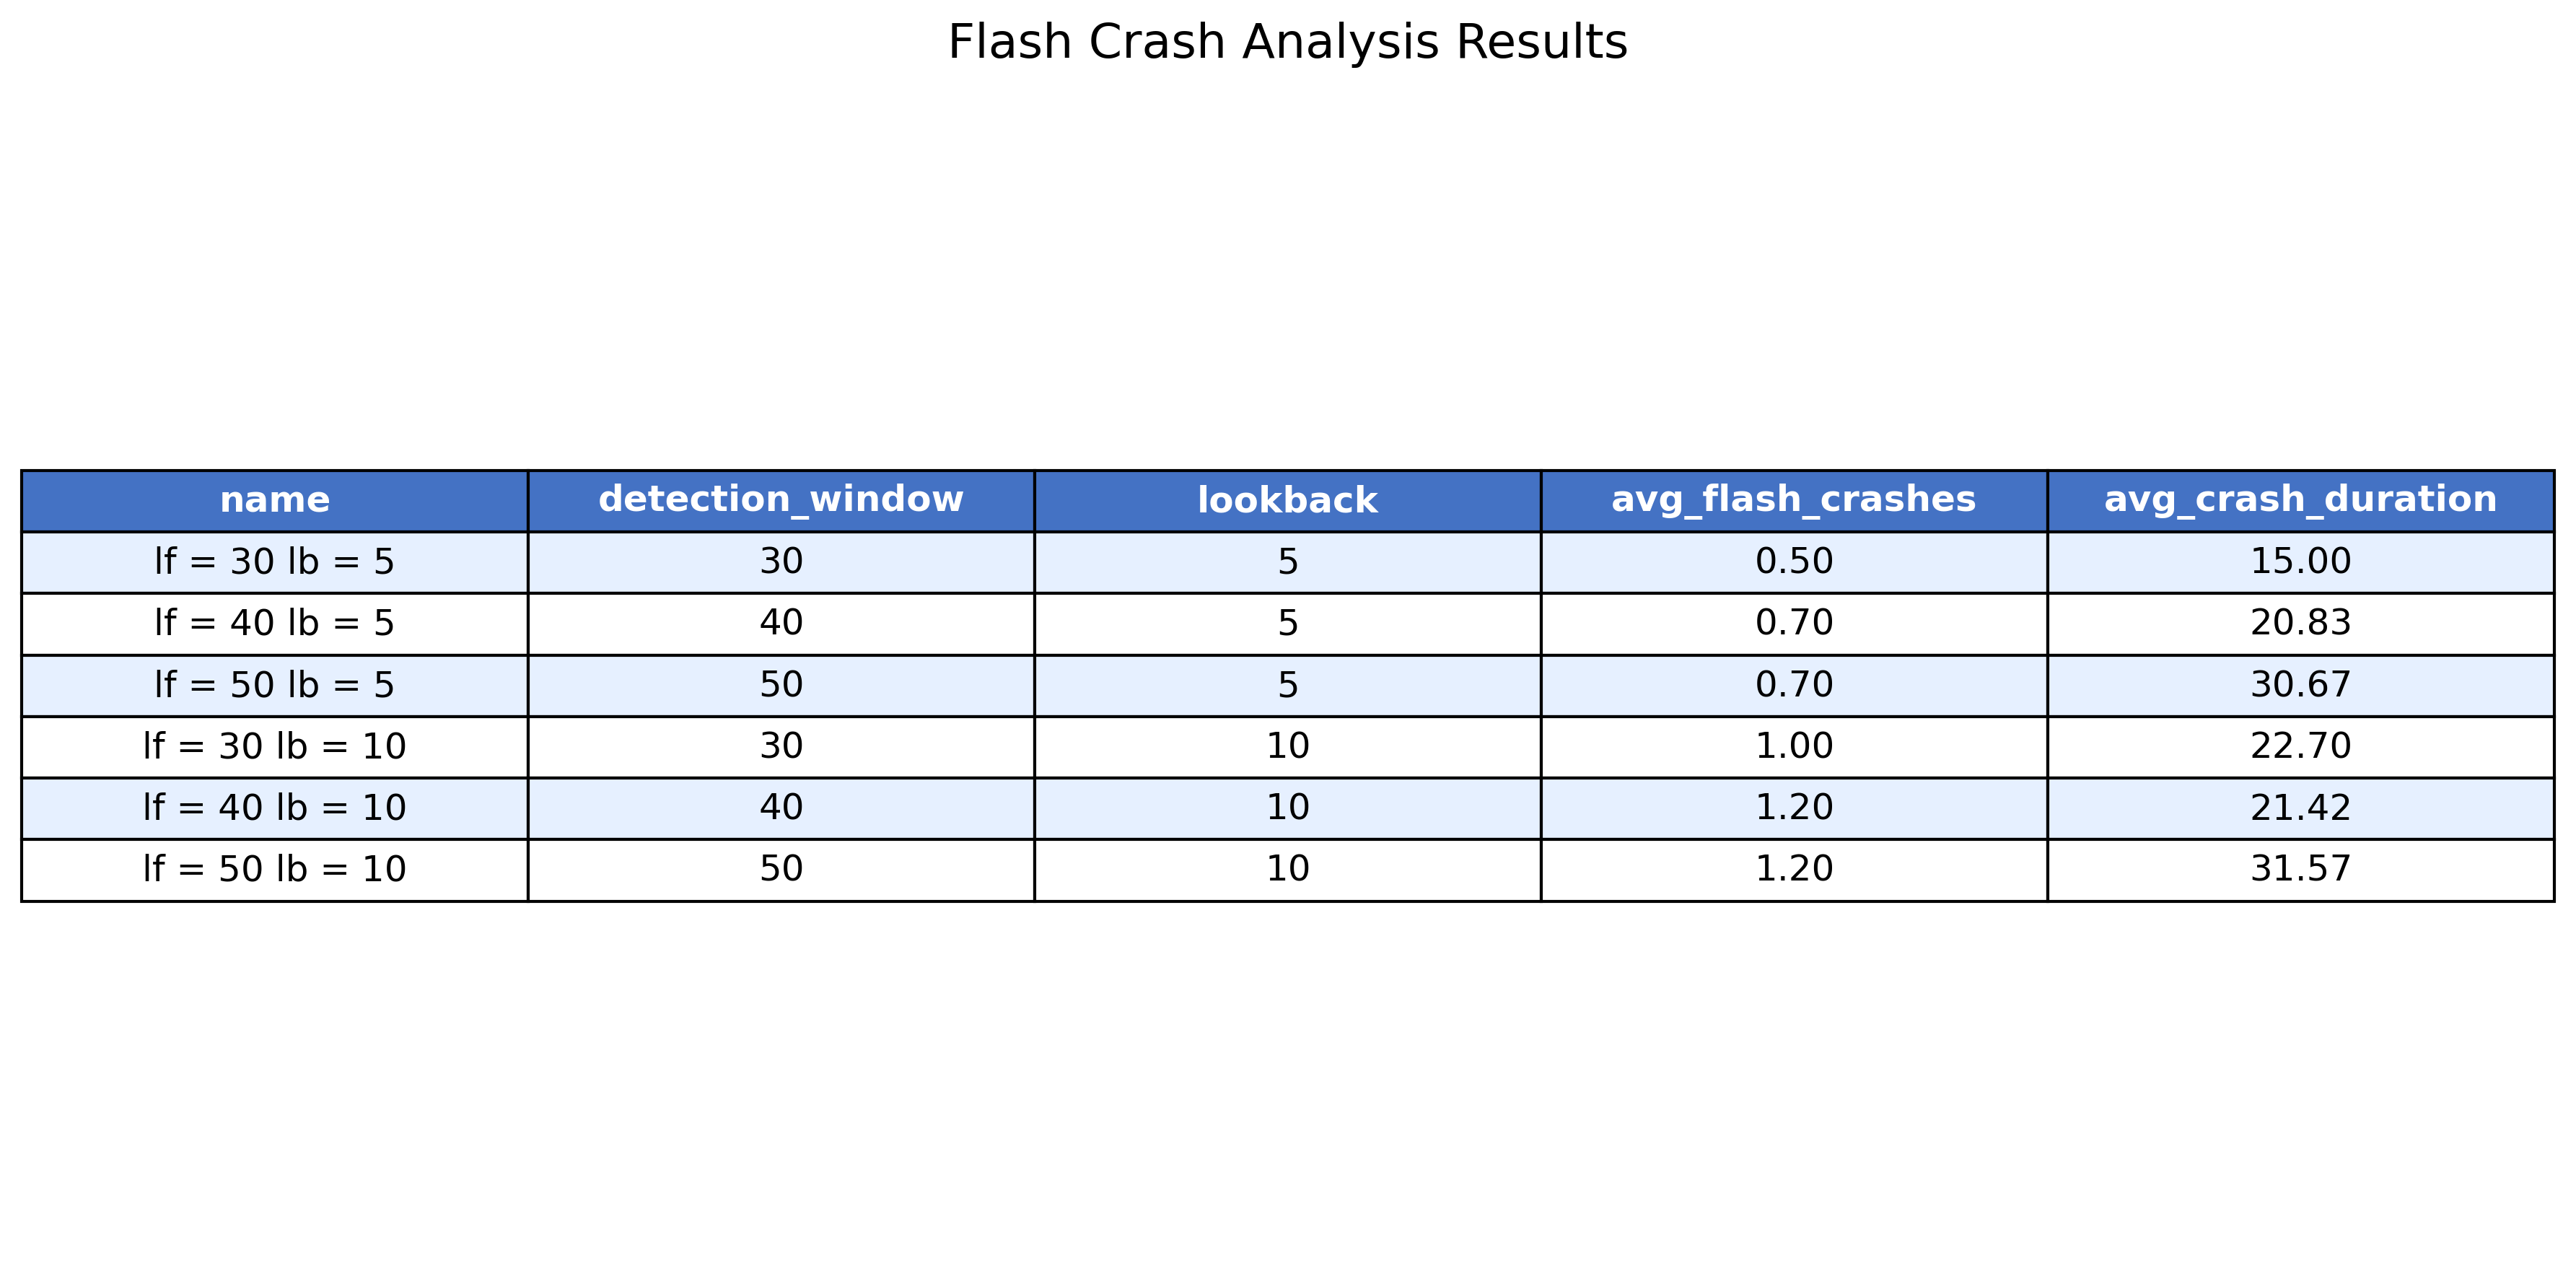 Flash Crash Analysis Results
name detection_window lookback avg_flash_crashes avg_crash_duration
lf = 30 lb = 5 30 5 0.50 15.00
lf = 40 lb = 5 40 5 0.70 20.83
lf = 50 lb = 5 50 5 0.70 30.67
lf = 30 lb = 10 30 10 1.00 22.70
lf = 40 lb = 10 40 10 1.20 21.42
lf = 50 lb = 10 50 10 1.20 31.57